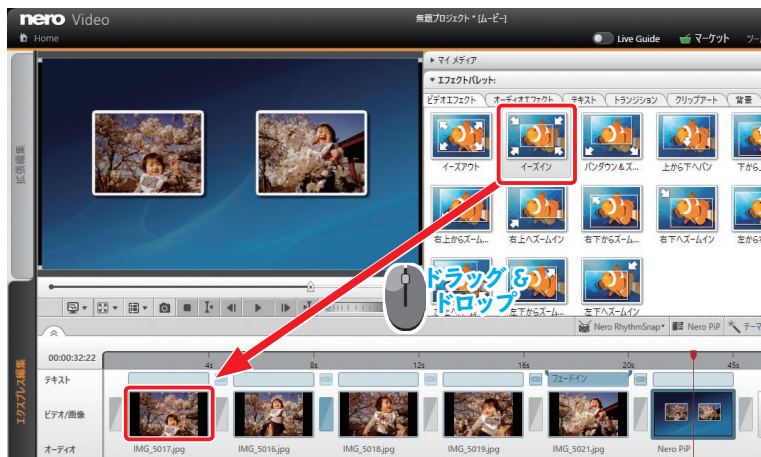 nero Video
無題プロジェクト * [ムービー]
Home
Live Guide
マーケット
マイ メディア
エフェクトパレット:
ビデオエフェクト
オーディオエフェクト
テキスト
トランジション
クリップアート
背景
拡張編集
イーズアウト
イーズイン
パンダウン&ズ...
上から下へパン
右上からズーム...
右上へズームイン
右下からズーム...
右下へズームイン
ドラッグ &
ドロップ
左下からズーム...
左下へズームイン
Nero RhythmSnap
Nero PiP
00:00:32:22
4s
8s
12s
16s
20s
45s
エクスプレス編集
テキスト
フェードイン
ビデオ/画像
オーディオ
IMG_5017.jpg
IMG_5016.jpg
IMG_5018.jpg
IMG_5019.jpg
IMG_5021.jpg
Nero PiP